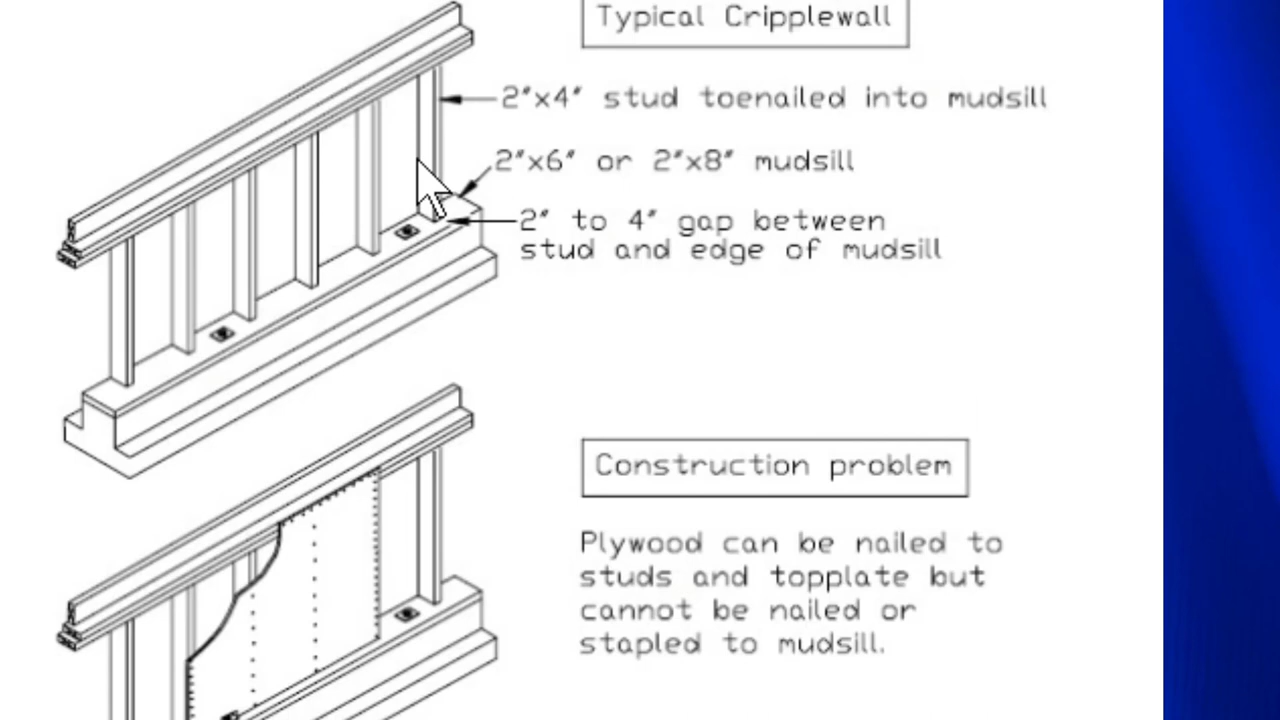 Typical Cripplewall
2"x4" stud toenailed into mudsill
2"x6" or 2"x8" mudsill
2" to 4" gap between
stud and edge of mudsill
Construction problem
Plywood can be nailed to
studs and topplate but
cannot be nailed or
stapled to mudsill.